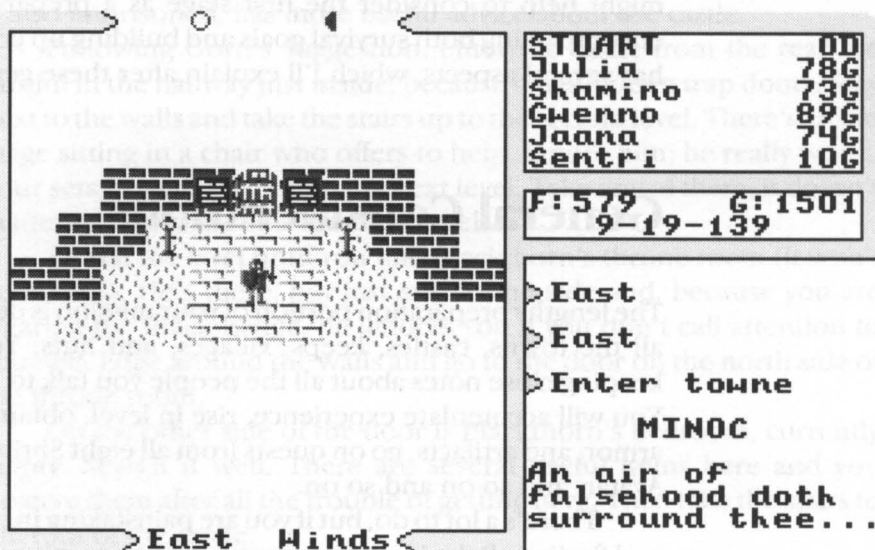 STUART 0D
Julia 78G
Shamino 73G
Gwenno 89G
Jaana 74G
Sentri 10G
F:579 G:1501
9-19-139
East
East
Enter towne
MINOC
An air of
falsehood doth
surround thee...
East Winds